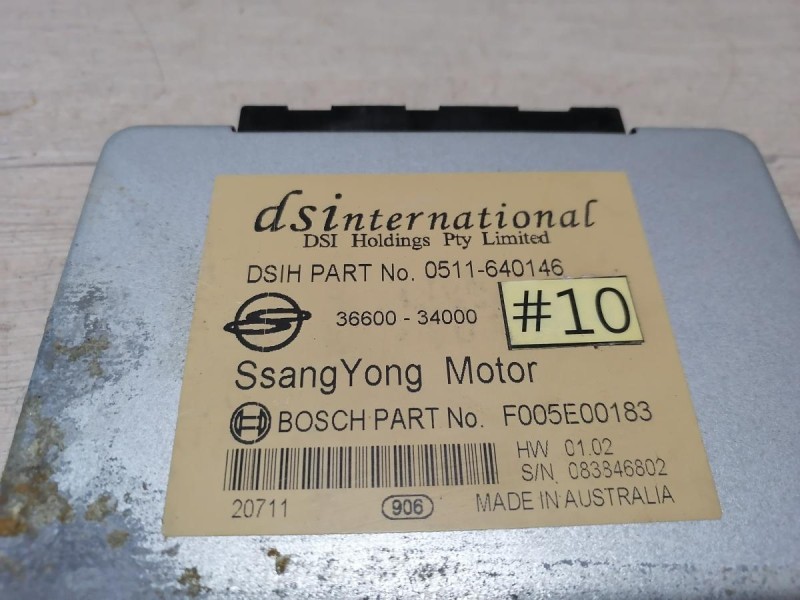 dsinternational
DSI Holdings Pty Limited
DSIH PART No. 0511-640146
36600 - 34000
#10
SsangYong Motor
BOSCH PART No. F005E00183
HW 01.02
S/N 083846802
20711
906
MADE IN AUSTRALIA